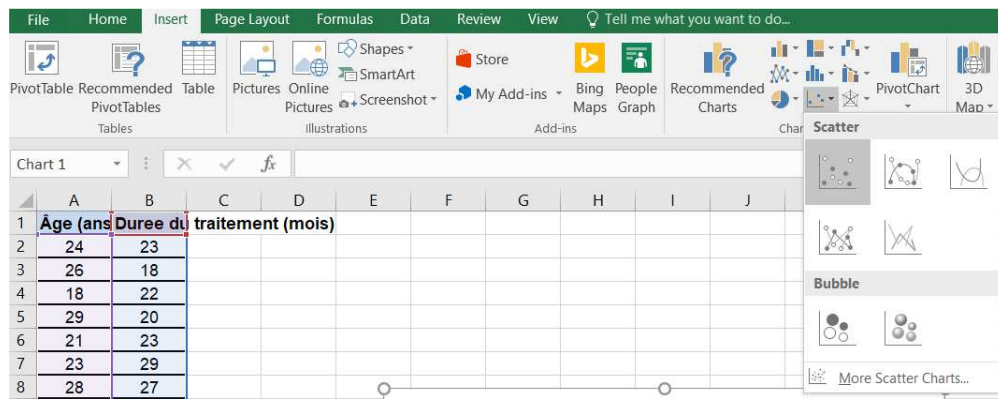 File Home Insert Page Layout Formulas Data Review View Tell me what you want to do...
PivotTable Recommended PivotTables Table
Tables
Pictures Online Pictures Shapes SmartArt Screenshot
Illustrations
Store
My Add-ins Bing Maps People Graph
Add-ins
Recommended Charts PivotChart 3D Map
Char
Scatter
Bubble
More Scatter Charts...
Chart 1 fx
A B C D E F G H I J
1 Âge (ans Duree du traitement (mois)
2 24 23
3 26 18
4 18 22
5 29 20
6 21 23
7 23 29
8 28 27